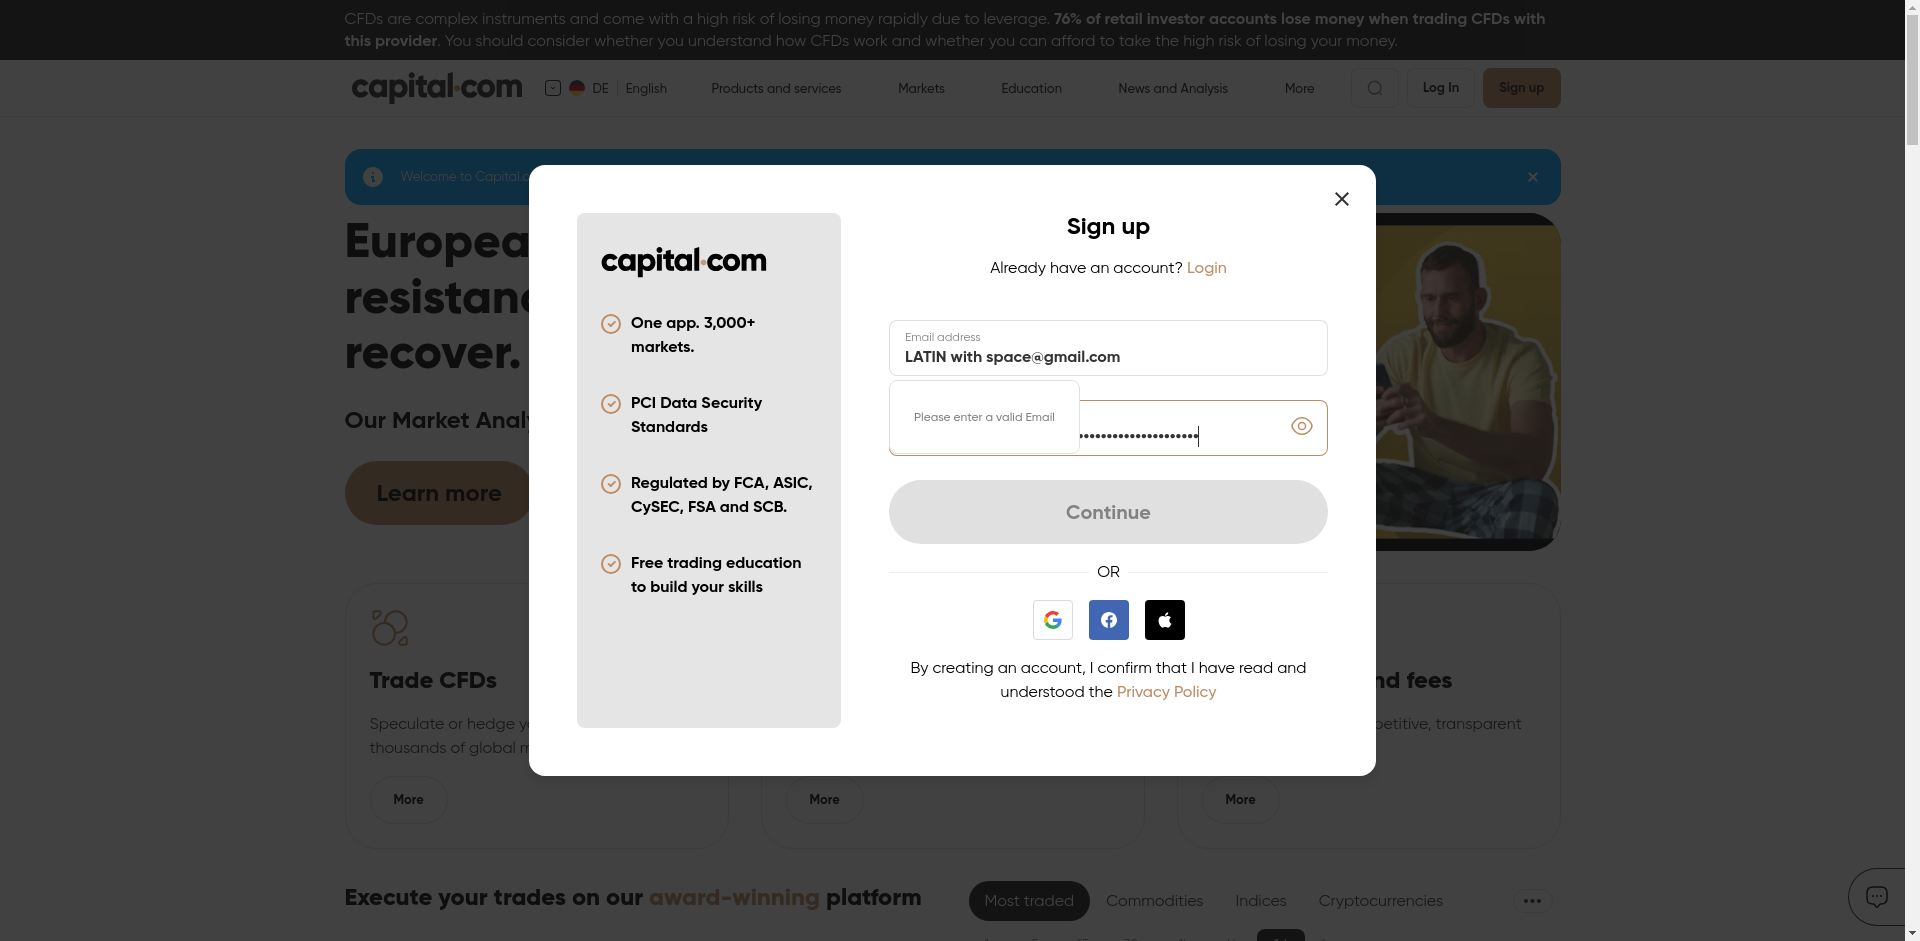 CFDs are complex instruments and come with a high risk of losing money rapidly due to leverage. 76% of retail investor accounts lose money when trading CFDs with
this provider. You should consider whether you understand how CFDs work and whether you can afford to take the high risk of losing your money.
capital.com DE English Products and services Markets Education News and Analysis More Log In Sign up
Welcome to Capital.c
Europea
resistanc
recover.
Our Market Analy
Learn more
capital.com
One app. 3,000+
markets.
PCI Data Security
Standards
Regulated by FCA, ASIC,
CySEC, FSA and SCB.
Free trading education
to build your skills
Sign up
Already have an account? Login
Email address
LATIN with space@gmail.com
Please enter a valid Email
Continue
OR
By creating an account, I confirm that I have read and
understood the Privacy Policy
Trade CFDs
Speculate or hedge y
thousands of global m
More
More
nd fees
petitive, transparent
More
Execute your trades on our award-winning platform
Most traded Commodities Indices Cryptocurrencies